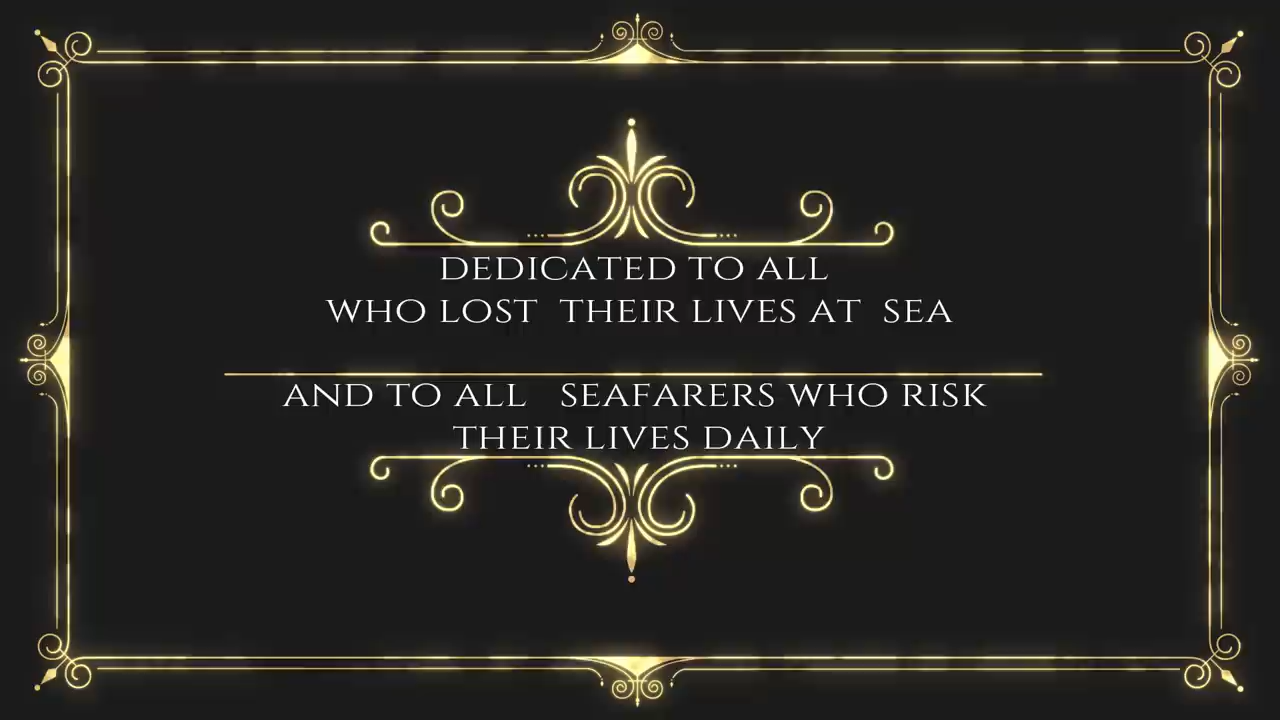 DEDICATED TO ALL
WHO LOST THEIR LIVES AT SEA
AND TO ALL SEAFARERS WHO RISK
THEIR LIVES DAILY